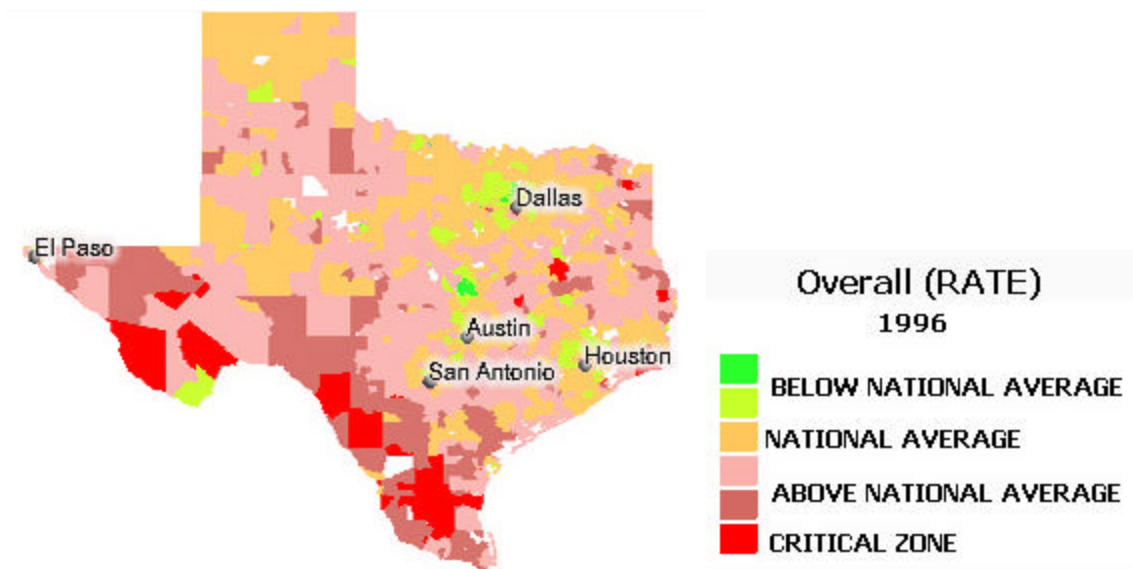 Dallas
El Paso
Austin
Houston
San Antonio
Overall (RATE)
1996
BELOW NATIONAL AVERAGE
NATIONAL AVERAGE
ABOVE NATIONAL AVERAGE
CRITICAL ZONE